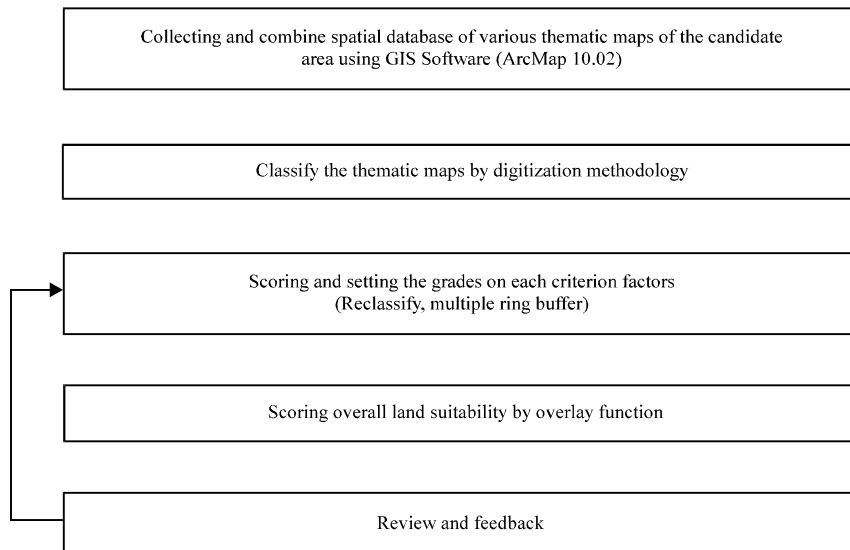 Collecting and combine spatial database of various thematic maps of the candidate
area using GIS Software (ArcMap 10.02)
Classify the thematic maps by digitization methodology
Scoring and setting the grades on each criterion factors
(Reclassify, multiple ring buffer)
Scoring overall land suitability by overlay function
Review and feedback